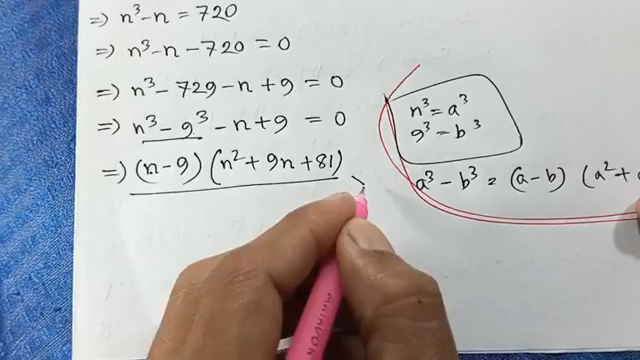 ⇒) n³ - n = 720
⇒) n³ - n - 720 = 0
⇒) n³ - 729 - n + 9 = 0
⇒) n³ - 9³ - n + 9 = 0
⇒) (n - 9) (n² + 9n + 81)
n³ = a³
9³ = b³
a³ - b³ = (a - b) (a² +